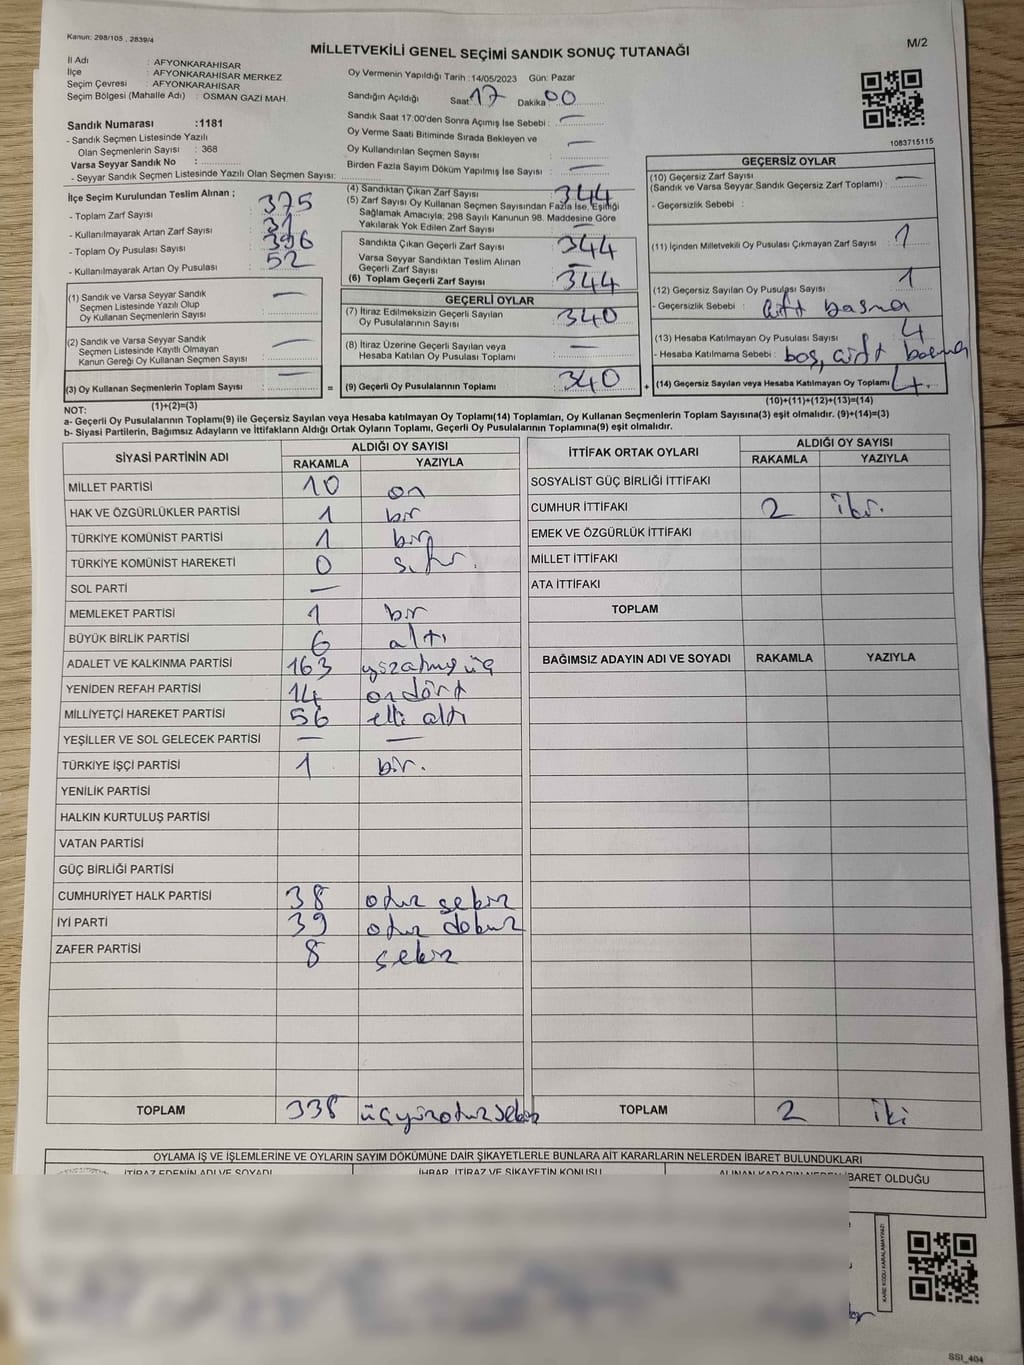 Kanun: 298/105 , 2839/4
M/2
MİLLETVEKİLİ GENEL SEÇİMİ SANDIK SONUÇ TUTANAĞI
İl Adı : AFYONKARAHİSAR
İlçe : AFYONKARAHİSAR MERKEZ
Seçim Çevresi : AFYONKARAHİSAR
Seçim Bölgesi (Mahalle Adı) : OSMAN GAZİ MAH.
Sandık Numarası :1181
- Sandık Seçmen Listesinde Yazılı
Olan Seçmenlerin Sayısı : 368
Varsa Seyyar Sandık No :
- Seyyar Sandık Seçmen Listesinde Yazılı Olan Seçmen Sayısı:
Oy Vermenin Yapıldığı Tarih :14/05/2023 Gün: Pazar
Sandığın Açıldığı Saat 17 Dakika 00
Sandık Saat 17:00'den Sonra Açımış İse Sebebi : —
Oy Verme Saati Bitiminde Sırada Bekleyen ve
Oy Kullandırılan Seçmen Sayısı : —
Birden Fazla Sayım Döküm Yapılmış İse Sayısı : —
1083715115
İlçe Seçim Kurulundan Teslim Alınan ;
- Toplam Zarf Sayısı : 375
- Kullanılmayarak Artan Zarf Sayısı : 31
- Toplam Oy Pusulası Sayısı : 396
- Kullanılmayarak Artan Oy Pusulası : 52
(4) Sandıktan Çıkan Zarf Sayısı : 344
(5) Zarf Sayısı Oy Kullanan Seçmen Sayısından Fazla İse, Eşitliği
Sağlamak Amacıyla; 298 Sayılı Kanunun 98. Maddesine Göre
Yakılarak Yok Edilen Zarf Sayısı : —
Sandıkta Çıkan Geçerli Zarf Sayısı : 344
Varsa Seyyar Sandıktan Teslim Alınan
Geçerli Zarf Sayısı : —
(6) Toplam Geçerli Zarf Sayısı : 344
GEÇERSİZ OYLAR
(10) Geçersiz Zarf Sayısı
(Sandık ve Varsa Seyyar Sandık Geçersiz Zarf Toplamı) : —
- Geçersizlik Sebebi :
(11) İçinden Milletvekili Oy Pusulası Çıkmayan Zarf Sayısı : 1
(12) Geçersiz Sayılan Oy Pusulası Sayısı : 1
- Geçersizlik Sebebi : Çift basma
(13) Hesaba Katılmayan Oy Pusulası Sayısı : 4
- Hesaba Katılmama Sebebi : boş, çift basma
(14) Geçersiz Sayılan veya Hesaba Katılmayan Oy Toplamı : 4
(10)+(11)+(12)+(13)=(14)
(1) Sandık ve Varsa Seyyar Sandık
Seçmen Listesinde Yazılı Olup
Oy Kullanan Seçmenlerin Sayısı : —
(2) Sandık ve Varsa Seyyar Sandık
Seçmen Listesinde Kayıtlı Olmayan
Kanun Gereği Oy Kullanan Seçmen Sayısı : —
(3) Oy Kullanan Seçmenlerin Toplam Sayısı : —
(1)+(2)=(3)
GEÇERLİ OYLAR
(7) İtiraz Edilmeksizin Geçerli Sayılan
Oy Pusulalarının Sayısı : 340
(8) İtiraz Üzerine Geçerli Sayılan veya
Hesaba Katılan Oy Pusulası Toplamı : —
= (9) Geçerli Oy Pusulalarının Toplamı : 340 +
NOT:
a- Geçerli Oy Pusulalarının Toplamı(9) ile Geçersiz Sayılan veya Hesaba katılmayan Oy Toplamı(14) Toplamları, Oy Kullanan Seçmenlerin Toplam Sayısına(3) eşit olmalıdır. (9)+(14)=(3)
b- Siyasi Partilerin, Bağımsız Adayların ve İttifakların Aldığı Ortak Oyların Toplamı, Geçerli Oy Pusulalarının Toplamına(9) eşit olmalıdır.
SİYASİ PARTİNİN ADI ALDIĞI OY SAYISI
RAKAMLA YAZIYLA
MİLLET PARTİSİ 10 on
HAK VE ÖZGÜRLÜKLER PARTİSİ 1 bir
TÜRKİYE KOMÜNİST PARTİSİ 1 bir
TÜRKİYE KOMÜNİST HAREKETİ 0 sıfır.
SOL PARTİ —
MEMLEKET PARTİSİ 1 bir
BÜYÜK BİRLİK PARTİSİ 6 altı
ADALET VE KALKINMA PARTİSİ 163 yüzaltmış üç
YENİDEN REFAH PARTİSİ 14 ondört
MİLLİYETÇİ HAREKET PARTİSİ 56 elli altı
YEŞİLLER VE SOL GELECEK PARTİSİ — —
TÜRKİYE İŞÇİ PARTİSİ 1 bir.
YENİLİK PARTİSİ
HALKIN KURTULUŞ PARTİSİ
VATAN PARTİSİ
GÜÇ BİRLİĞİ PARTİSİ
CUMHURİYET HALK PARTİSİ 38 otuz sekiz
İYİ PARTİ 39 otuz dokuz
ZAFER PARTİSİ 8 sekiz
TOPLAM 338 üçyüzotuzsekiz
İTTİFAK ORTAK OYLARI ALDIĞI OY SAYISI
RAKAMLA YAZIYLA
SOSYALİST GÜÇ BİRLİĞİ İTTİFAKI
CUMHUR İTTİFAKI 2 iki.
EMEK VE ÖZGÜRLÜK İTTİFAKI
MİLLET İTTİFAKI
ATA İTTİFAKI
TOPLAM
BAĞIMSIZ ADAYIN ADI VE SOYADI RAKAMLA YAZIYLA
TOPLAM 2 iki
OYLAMA İŞ VE İŞLEMLERİNE VE OYLARIN SAYIM DÖKÜMÜNE DAİR ŞİKAYETLERLE BUNLARA AİT KARARLARIN NELERDEN İBARET BULUNDUKLARI
İTİRAZ EDENİN ADI VE SOYADI İHBAR, İTİRAZ VE ŞİKAYETİN KONUSU ALINAN KARARIN NEDEN İBARET OLDUĞU
KARE KODU KARALAMAYINIZ!
SSI_404